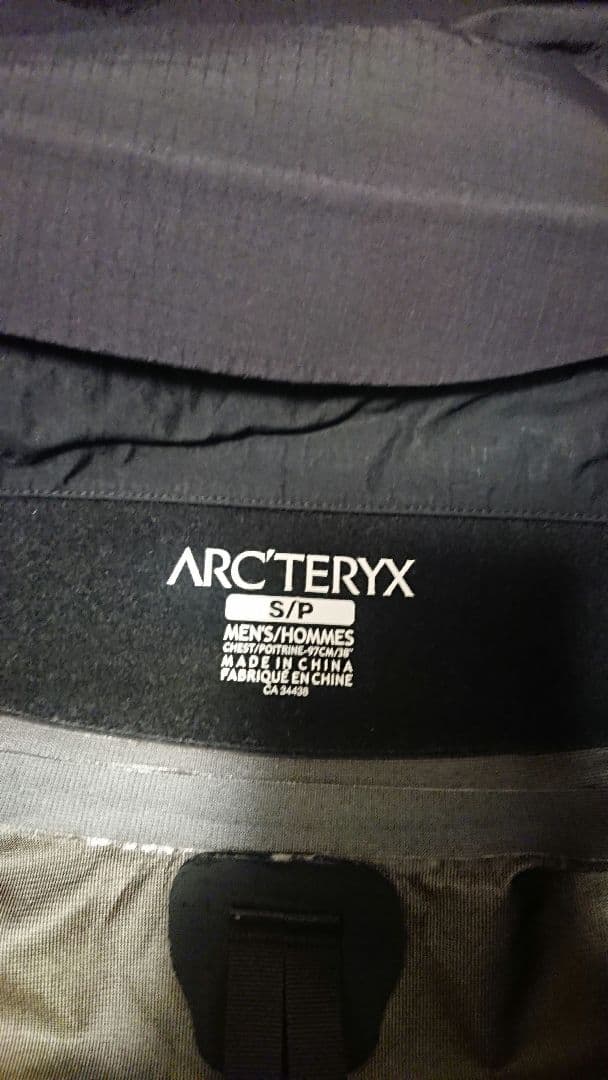 ARC'TERYX
S/P
MEN'S/HOMMES
CHEST/POITRINE-97CM/38"
MADE IN CHINA
FABRIQUÉ EN CHINE
CA 34438